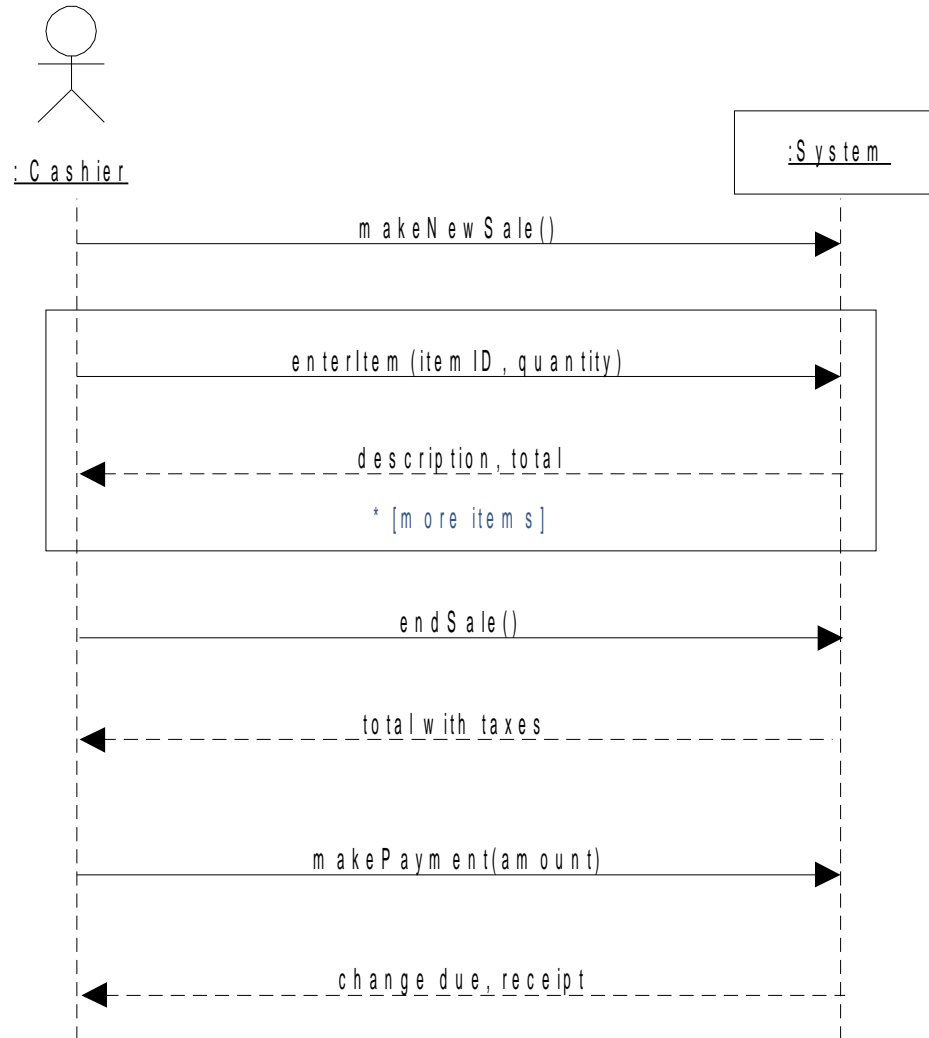 :System
:Cashier
makeNewSale()
enterItem(itemID, quantity)
description, total
* [more items]
endSale()
total with taxes
makePayment(amount)
change due, receipt